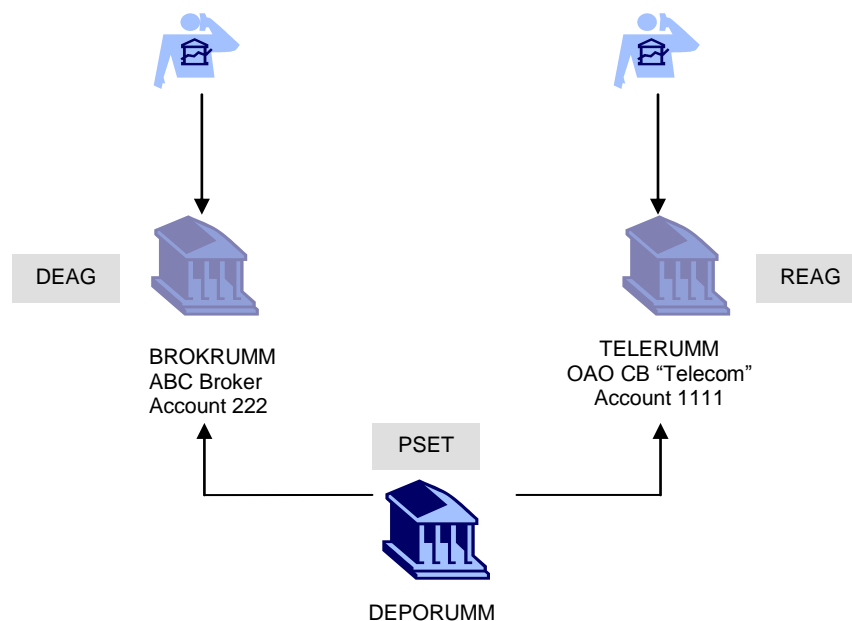 DEAG
REAG
BROKRUMM
ABC Broker
Account 222
TELERUMM
OAO CB “Telecom”
Account 1111
PSET
DEPORUMM